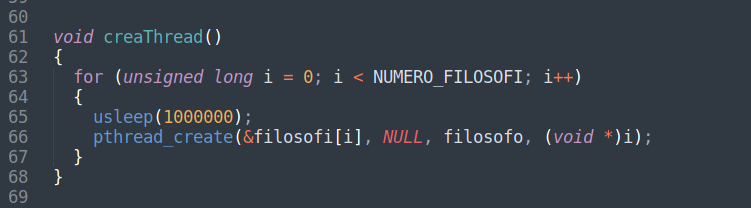 60
61 void creaThread()
62 {
63   for (unsigned long i = 0; i < NUMERO_FILOSOFI; i++)
64   {
65     usleep(1000000);
66     pthread_create(&filosofi[i], NULL, filosofo, (void *)i);
67   }
68 }
69